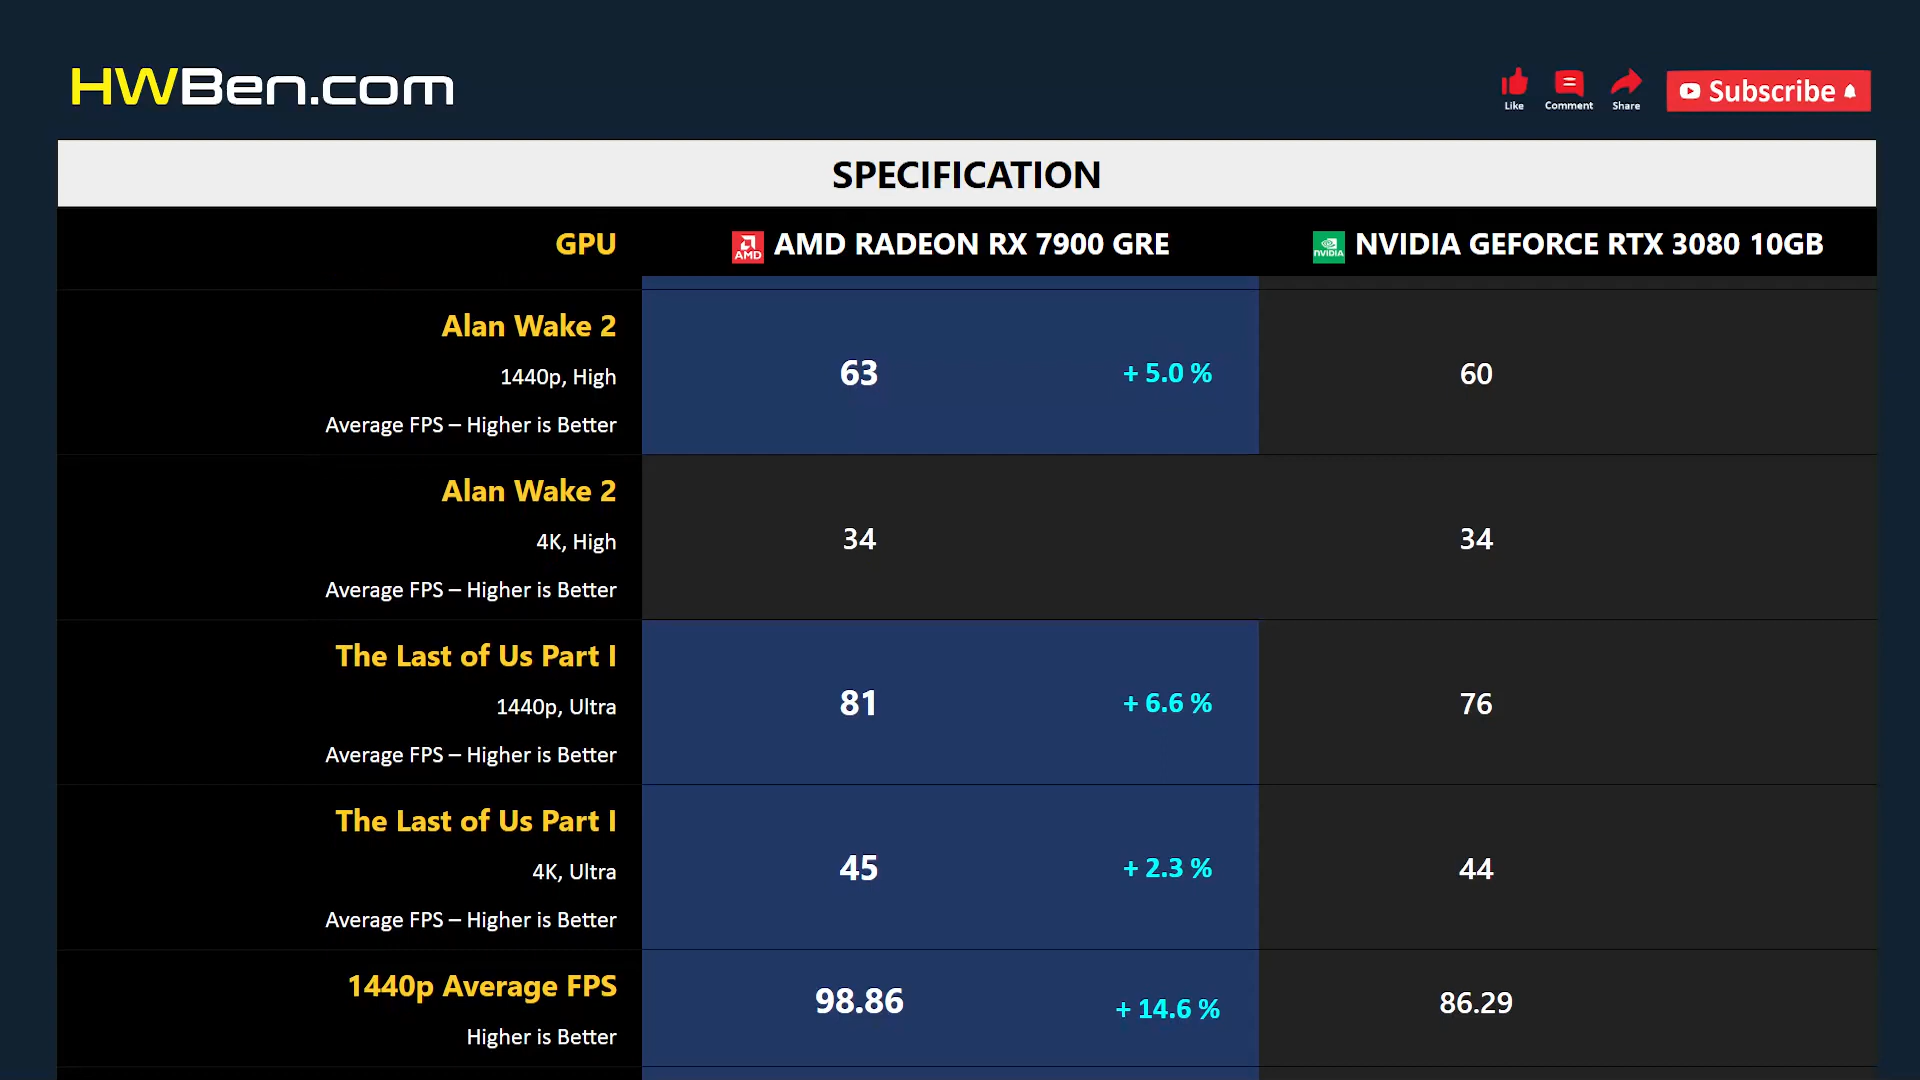 HWBen.com
Like Comment Share Subscribe
SPECIFICATION
GPU AMD AMD RADEON RX 7900 GRE NVIDIA NVIDIA GEFORCE RTX 3080 10GB
Alan Wake 2
1440p, High 63 + 5.0 % 60
Average FPS – Higher is Better
Alan Wake 2
4K, High 34 34
Average FPS – Higher is Better
The Last of Us Part I
1440p, Ultra 81 + 6.6 % 76
Average FPS – Higher is Better
The Last of Us Part I
4K, Ultra 45 + 2.3 % 44
Average FPS – Higher is Better
1440p Average FPS 98.86 + 14.6 % 86.29
Higher is Better